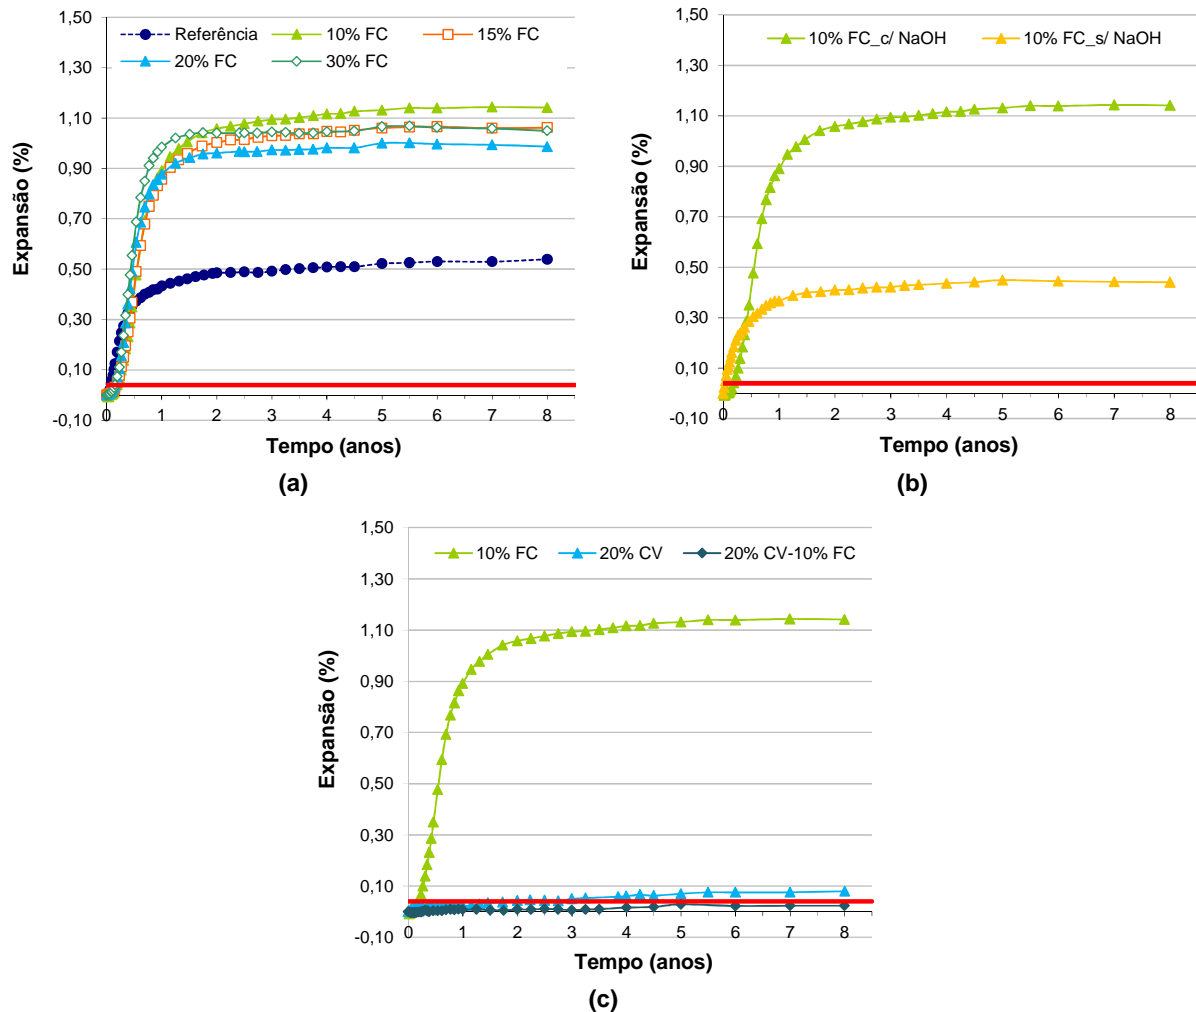 Referência 10% FC 15% FC
20% FC 30% FC
Expansão (%)
1,50
1,30
1,10
0,90
0,70
0,50
0,30
0,10
-0,10
0 1 2 3 4 5 6 7 8
Tempo (anos)
(a)
10% FC_c/ NaOH 10% FC_s/ NaOH
Expansão (%)
1,50
1,30
1,10
0,90
0,70
0,50
0,30
0,10
-0,10
0 1 2 3 4 5 6 7 8
Tempo (anos)
(b)
10% FC 20% CV 20% CV-10% FC
Expansão (%)
1,50
1,30
1,10
0,90
0,70
0,50
0,30
0,10
-0,10
0 1 2 3 4 5 6 7 8
Tempo (anos)
(c)